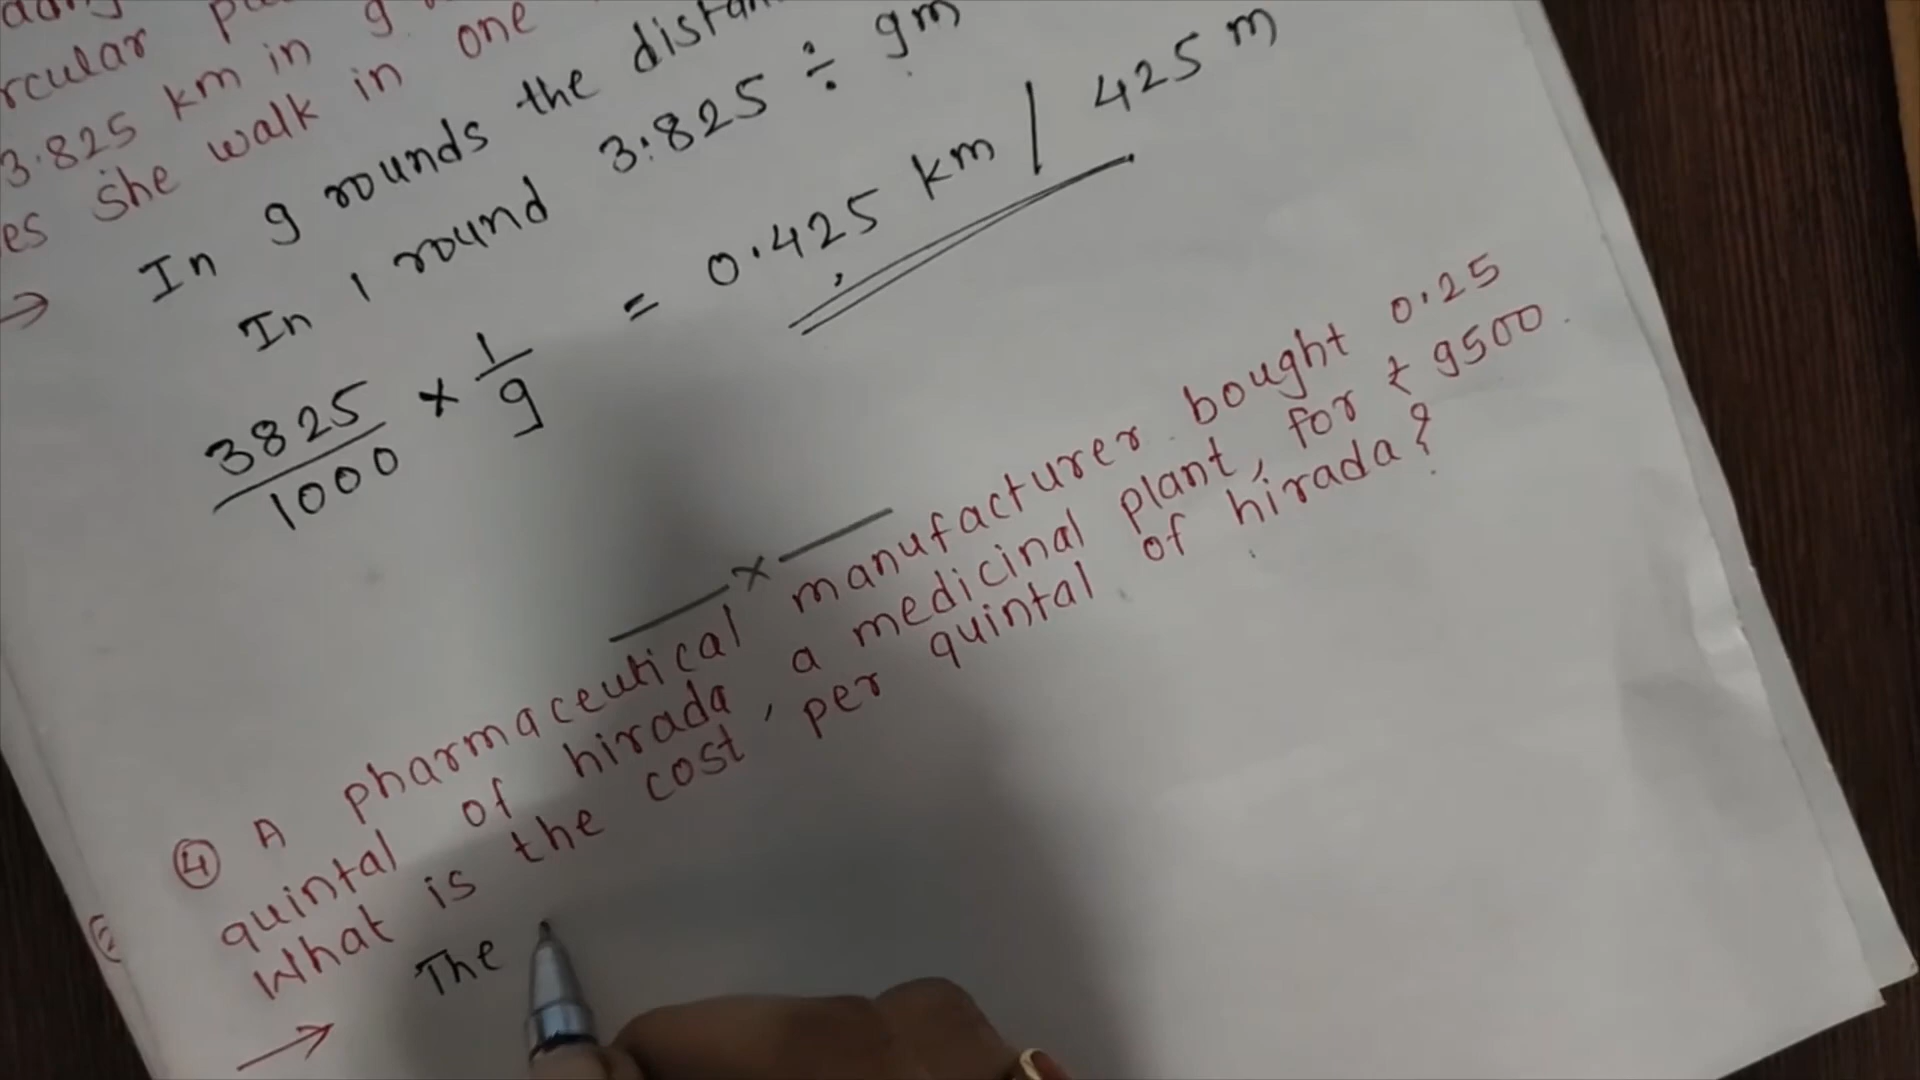 3.825 km in 9
es she walk in one
In 9 rounds the
In 1 round 3.825 ÷ 9m
3825/1000 × 1/9 = 0.425 km / 425 m
④ A pharmaceutical manufacturer bought 0.25
quintal of hirada, a medicinal plant, for ₹ 9500.
What is the cost, per quintal of hirada?
→ The